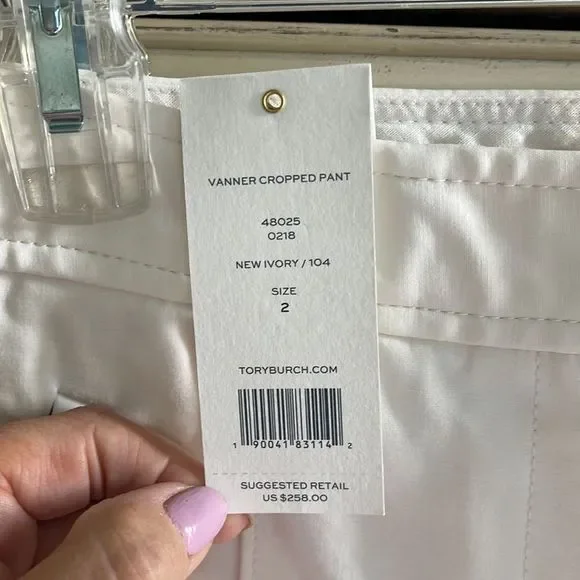 VANNER CROPPED PANT
48025
0218
NEW IVORY / 104
SIZE
2
TORYBURCH.COM
1 90041 83114 2
SUGGESTED RETAIL
US $258.00